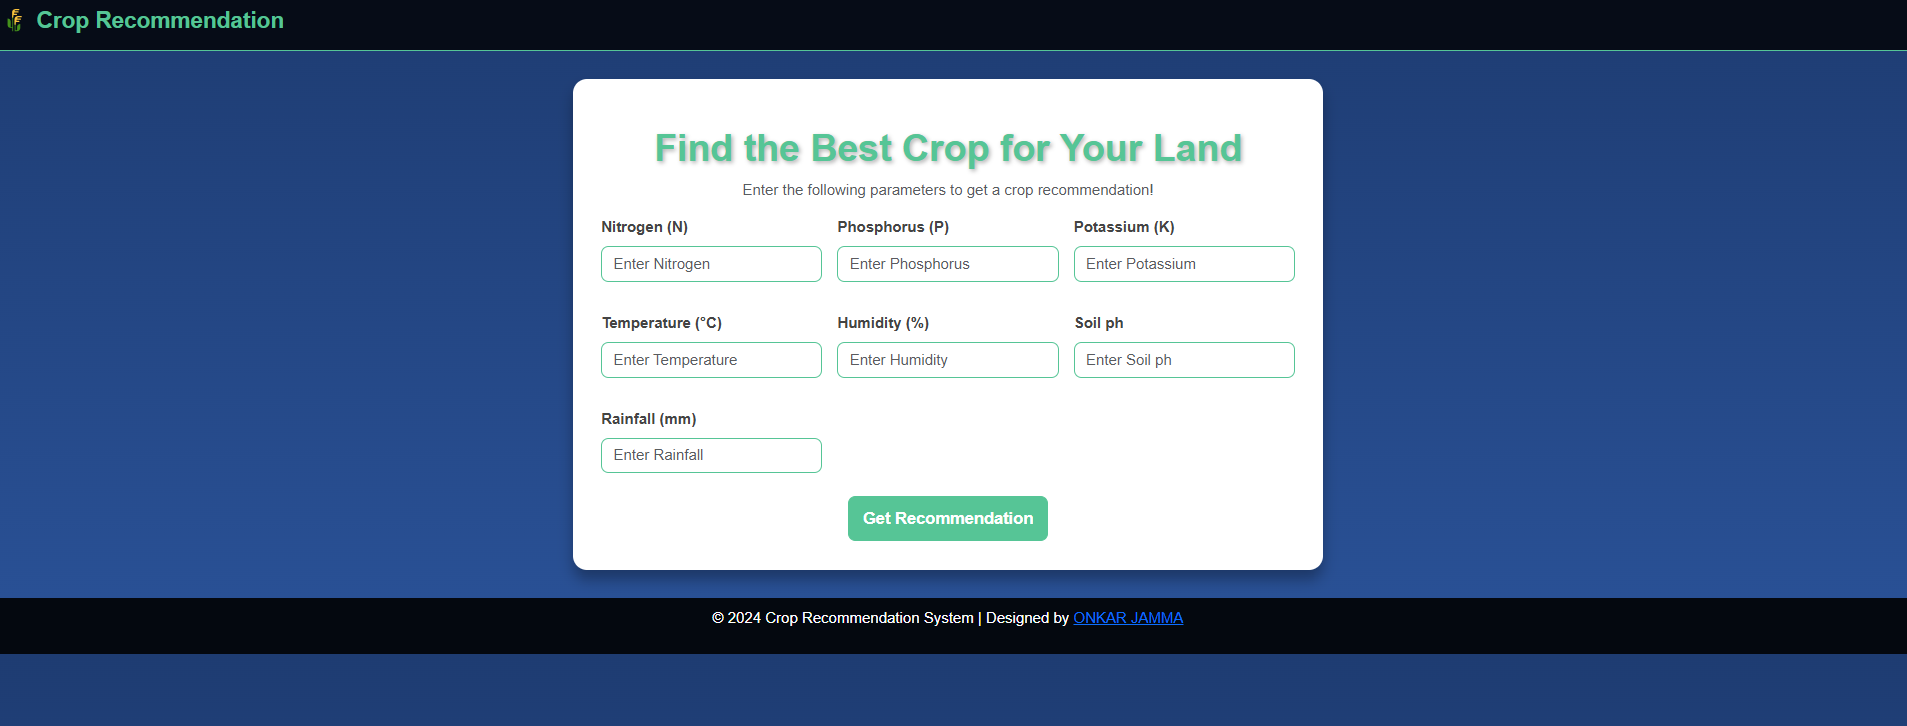 Crop Recommendation
Find the Best Crop for Your Land
Enter the following parameters to get a crop recommendation!
Nitrogen (N) Phosphorus (P) Potassium (K)
Enter Nitrogen Enter Phosphorus Enter Potassium
Temperature (°C) Humidity (%) Soil ph
Enter Temperature Enter Humidity Enter Soil ph
Rainfall (mm)
Enter Rainfall
Get Recommendation
© 2024 Crop Recommendation System | Designed by ONKAR JAMMA